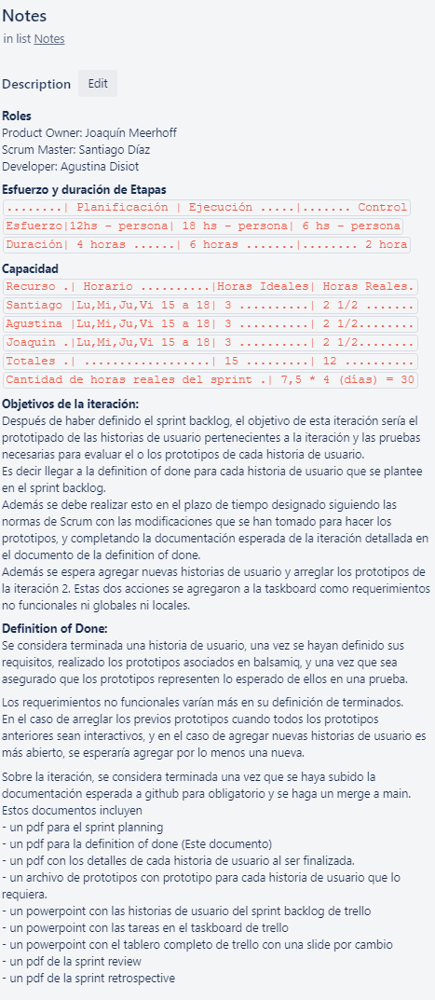 Notes
in list Notes
Description Edit
Roles
Product Owner: Joaquín Meerhoff
Scrum Master: Santiago Díaz
Developer: Agustina Disiot
Esfuerzo y duración de Etapas
........| Planificación | Ejecución .....|....... Control
Esfuerzo|12hs - persona| 18 hs - persona| 6 hs - persona
Duración| 4 horas ......| 6 horas .......|........ 2 hora
Capacidad
Recurso .| Horario ..........|Horas Ideales| Horas Reales.
Santiago |Lu,Mi,Ju,Vi 15 a 18| 3 ..........| 2 1/2 .......
Agustina |Lu,Mi,Ju,Vi 15 a 18| 3 ..........| 2 1/2........
Joaquin .|Lu,Mi,Ju,Vi 15 a 18| 3 ..........| 2 1/2........
Totales .| .................| 15 .........| 12 ..........
Cantidad de horas reales del sprint .| 7,5 * 4 (días) = 30
Objetivos de la iteración:
Después de haber definido el sprint backlog, el objetivo de esta iteración sería el
prototipado de las historias de usuario pertenecientes a la iteración y las pruebas
necesarias para evaluar el o los prototipos de cada historia de usuario.
Es decir llegar a la definition of done para cada historia de usuario que se plantee
en el sprint backlog.
Además se debe realizar esto en el plazo de tiempo designado siguiendo las
normas de Scrum con las modificaciones que se han tomado para hacer los
prototipos, y completando la documentación esperada de la iteración detallada en
el documento de la definition of done.
Además se espera agregar nuevas historias de usuario y arreglar los prototipos de
la iteración 2. Estas dos acciones se agregaron a la taskboard como requerimientos
no funcionales ni globales ni locales.
Definition of Done:
Se considera terminada una historia de usuario, una vez se hayan definido sus
requisitos, realizado los prototipos asociados en balsamiq, y una vez que sea
asegurado que los prototipos representen lo esperado de ellos en una prueba.
Los requerimientos no funcionales varían más en su definición de terminados.
En el caso de arreglar los previos prototipos cuando todos los prototipos
anteriores sean interactivos, y en el caso de agregar nuevas historias de usuario es
más abierto, se esperaría agregar por lo menos una nueva.
Sobre la iteración, se considera terminada una vez que se haya subido la
documentación esperada a github para obligatorio y se haga un merge a main.
Estos documentos incluyen
- un pdf para el sprint planning
- un pdf para la definition of done (Este documento)
- un pdf con los detalles de cada historia de usuario al ser finalizada.
- un archivo de prototipos con prototipo para cada historia de usuario que lo
requiera.
- un powerpoint con las historias de usuario del sprint backlog de trello
- un powerpoint con las tareas en el taskboard de trello
- un powerpoint con el tablero completo de trello con una slide por cambio
- un pdf de la sprint review
- un pdf de la sprint retrospective